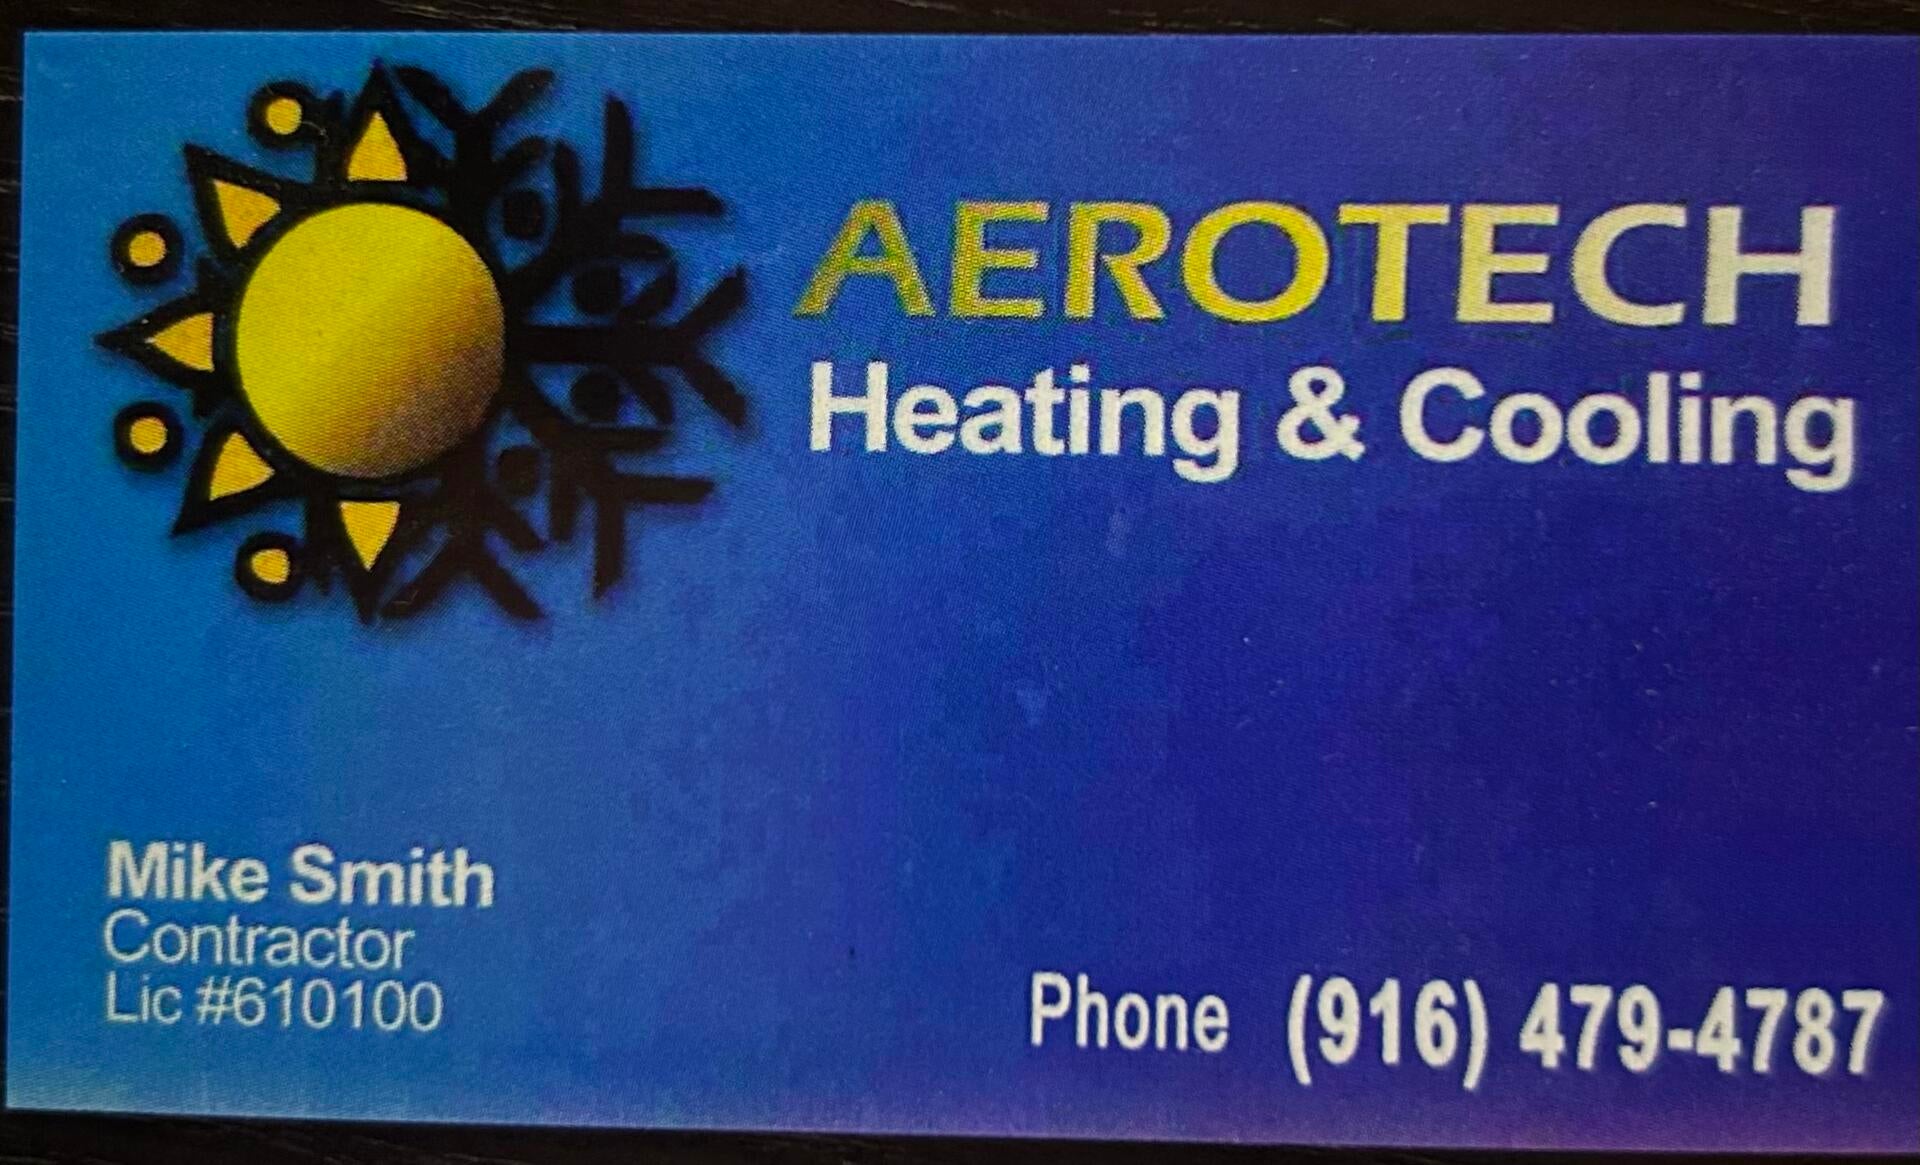 AEROTECH
Heating & Cooling
Mike Smith
Contractor
Lic #610100
Phone (916) 479-4787